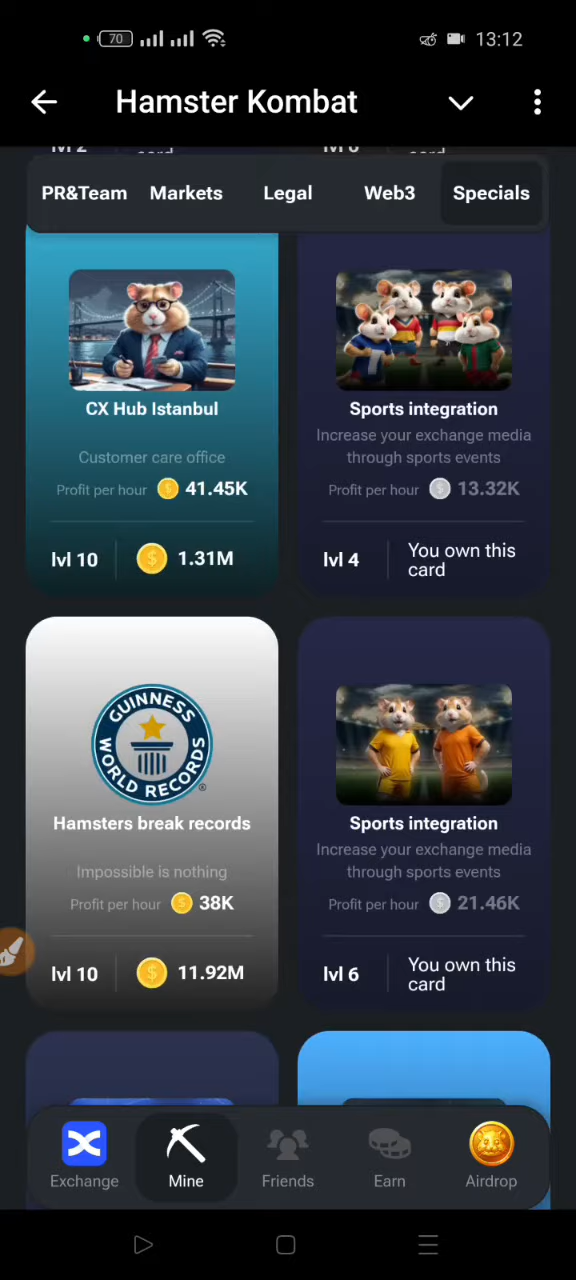 70
13:12
Hamster Kombat
PR&Team
Markets
Legal
Web3
Specials
CX Hub Istanbul
Customer care office
Profit per hour 41.45K
lvl 10
1.31M
Sports integration
Increase your exchange media
through sports events
Profit per hour 13.32K
lvl 4
You own this
card
GUINNESS
WORLD RECORDS
Hamsters break records
Impossible is nothing
Profit per hour 38K
lvl 10
11.92M
Sports integration
Increase your exchange media
through sports events
Profit per hour 21.46K
lvl 6
You own this
card
Exchange
Mine
Friends
Earn
Airdrop